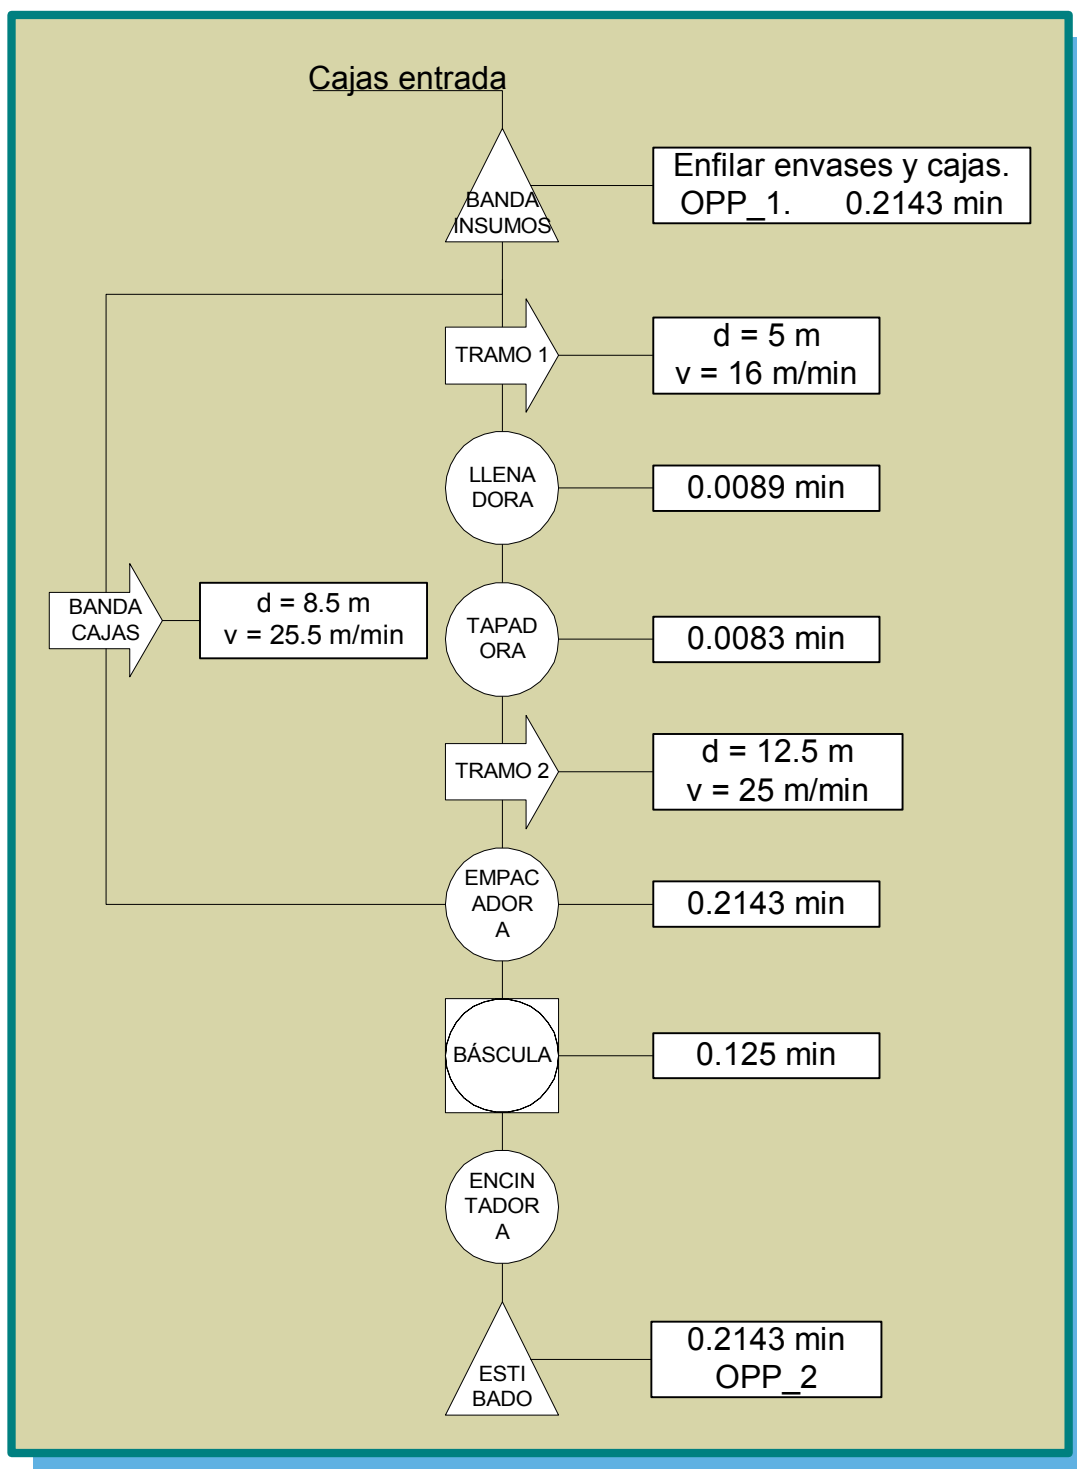 Cajas entrada
BANDA
INSUMOS
Enfilar envases y cajas.
OPP_1. 0.2143 min
TRAMO 1
d = 5 m
v = 16 m/min
LLENA
DORA
0.0089 min
BANDA
CAJAS
d = 8.5 m
v = 25.5 m/min
TAPAD
ORA
0.0083 min
TRAMO 2
d = 12.5 m
v = 25 m/min
EMPAC
ADOR
A
0.2143 min
BÁSCULA
0.125 min
ENCIN
TADOR
A
ESTI
BADO
0.2143 min
OPP_2